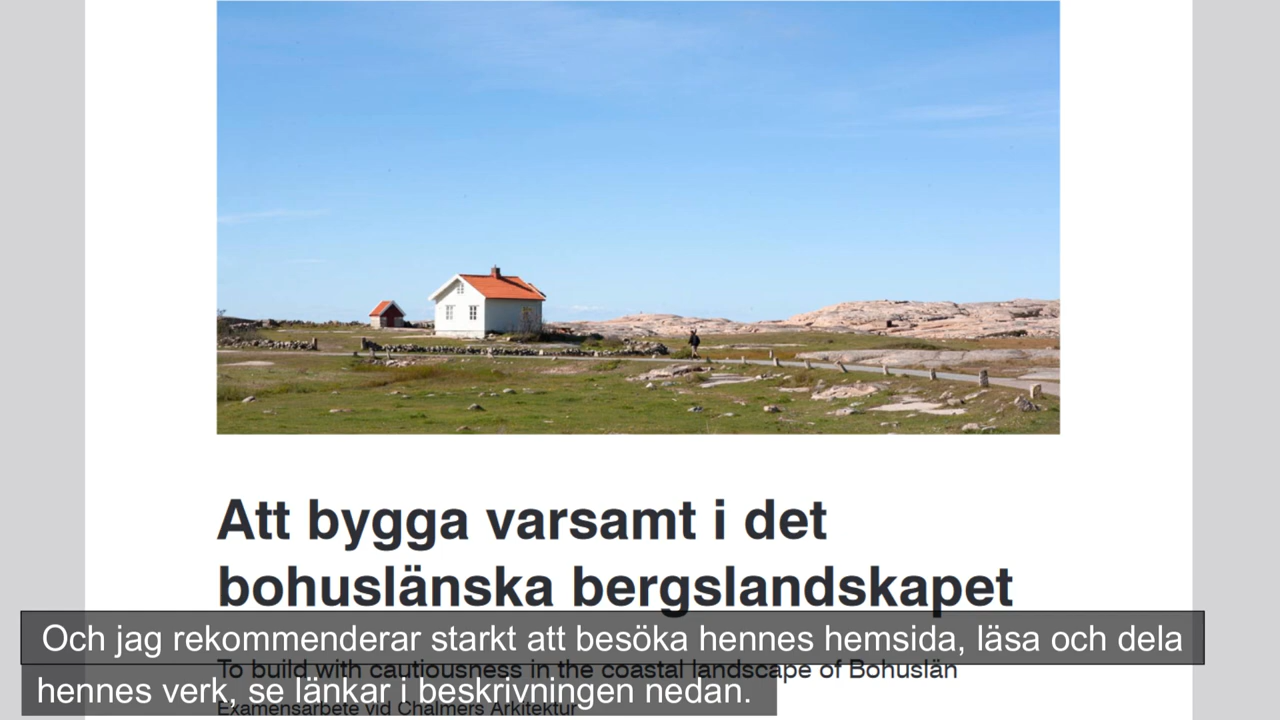 Att bygga varsamt i det
bohuslänska bergslandskapet
Och jag rekommenderar starkt att besöka hennes hemsida, läsa och dela
To build with cautiousness in the coastal landscape of Bohuslän
hennes verk, se länkar i beskrivningen nedan.
Examensarbete vid Chalmers Arkitektur